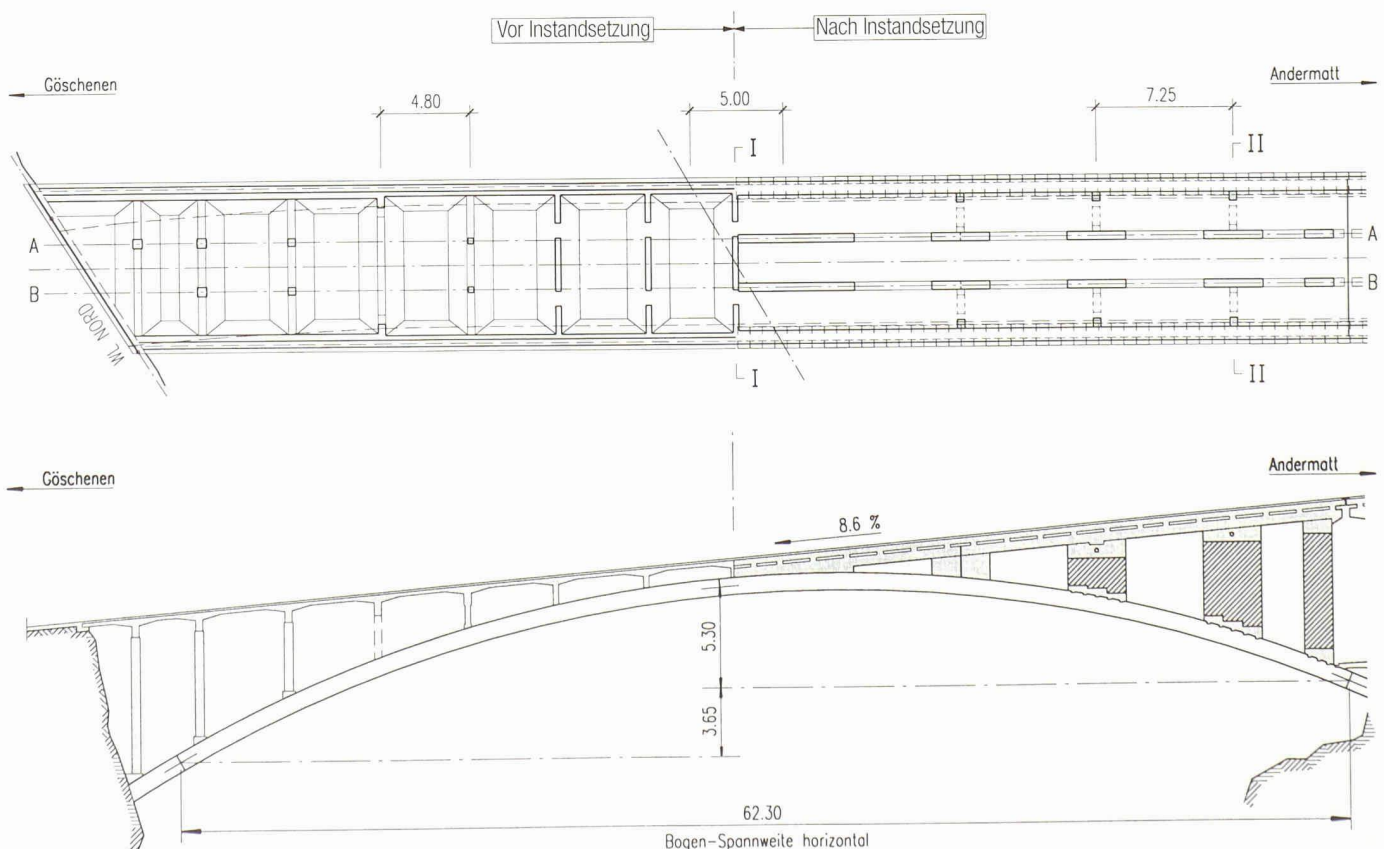 Vor Instandsetzung
Nach Instandsetzung
Göschenen
Andermatt
4.80
5.00
7.25
I
II
A
A
B
B
WL NORD
I
II
Göschenen
Andermatt
8.6 %
5.30
3.65
62.30
Bogen-Spannweite horizontal